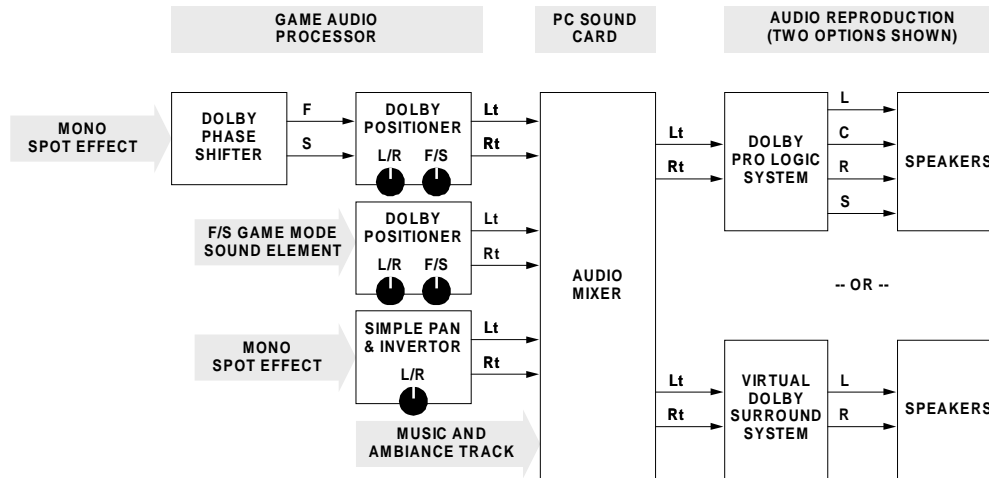 GAME AUDIO
PROCESSOR
PC SOUND
CARD
AUDIO REPRODUCTION
(TWO OPTIONS SHOWN)
MONO
SPOT EFFECT
DOLBY
PHASE
SHIFTER
F
S
DOLBY
POSITIONER
L/R F/S
Lt
Rt
F/S GAME MODE
SOUND ELEMENT
DOLBY
POSITIONER
L/R F/S
Lt
Rt
MONO
SPOT EFFECT
SIMPLE PAN
& INVERTOR
L/R
Lt
Rt
MUSIC AND
AMBIANCE TRACK
AUDIO
MIXER
Lt
Rt
DOLBY
PRO LOGIC
SYSTEM
L
C
R
S
SPEAKERS
-- OR --
Lt
Rt
VIRTUAL
DOLBY
SURROUND
SYSTEM
L
R
SPEAKERS